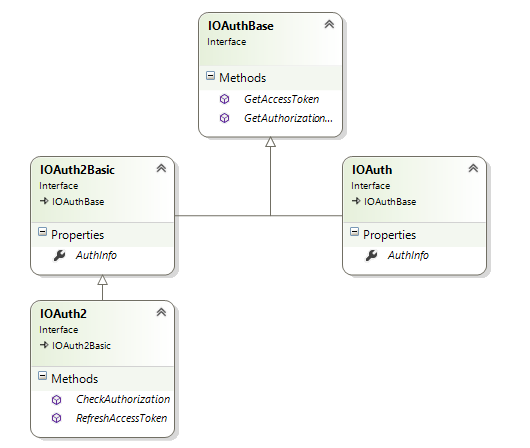 IOAuthBase
Interface
Methods
GetAccessToken
GetAuthorization...
IOAuth2Basic
Interface
IOAuthBase
Properties
AuthInfo
IOAuth
Interface
IOAuthBase
Properties
AuthInfo
IOAuth2
Interface
IOAuth2Basic
Methods
CheckAuthorization
RefreshAccessToken